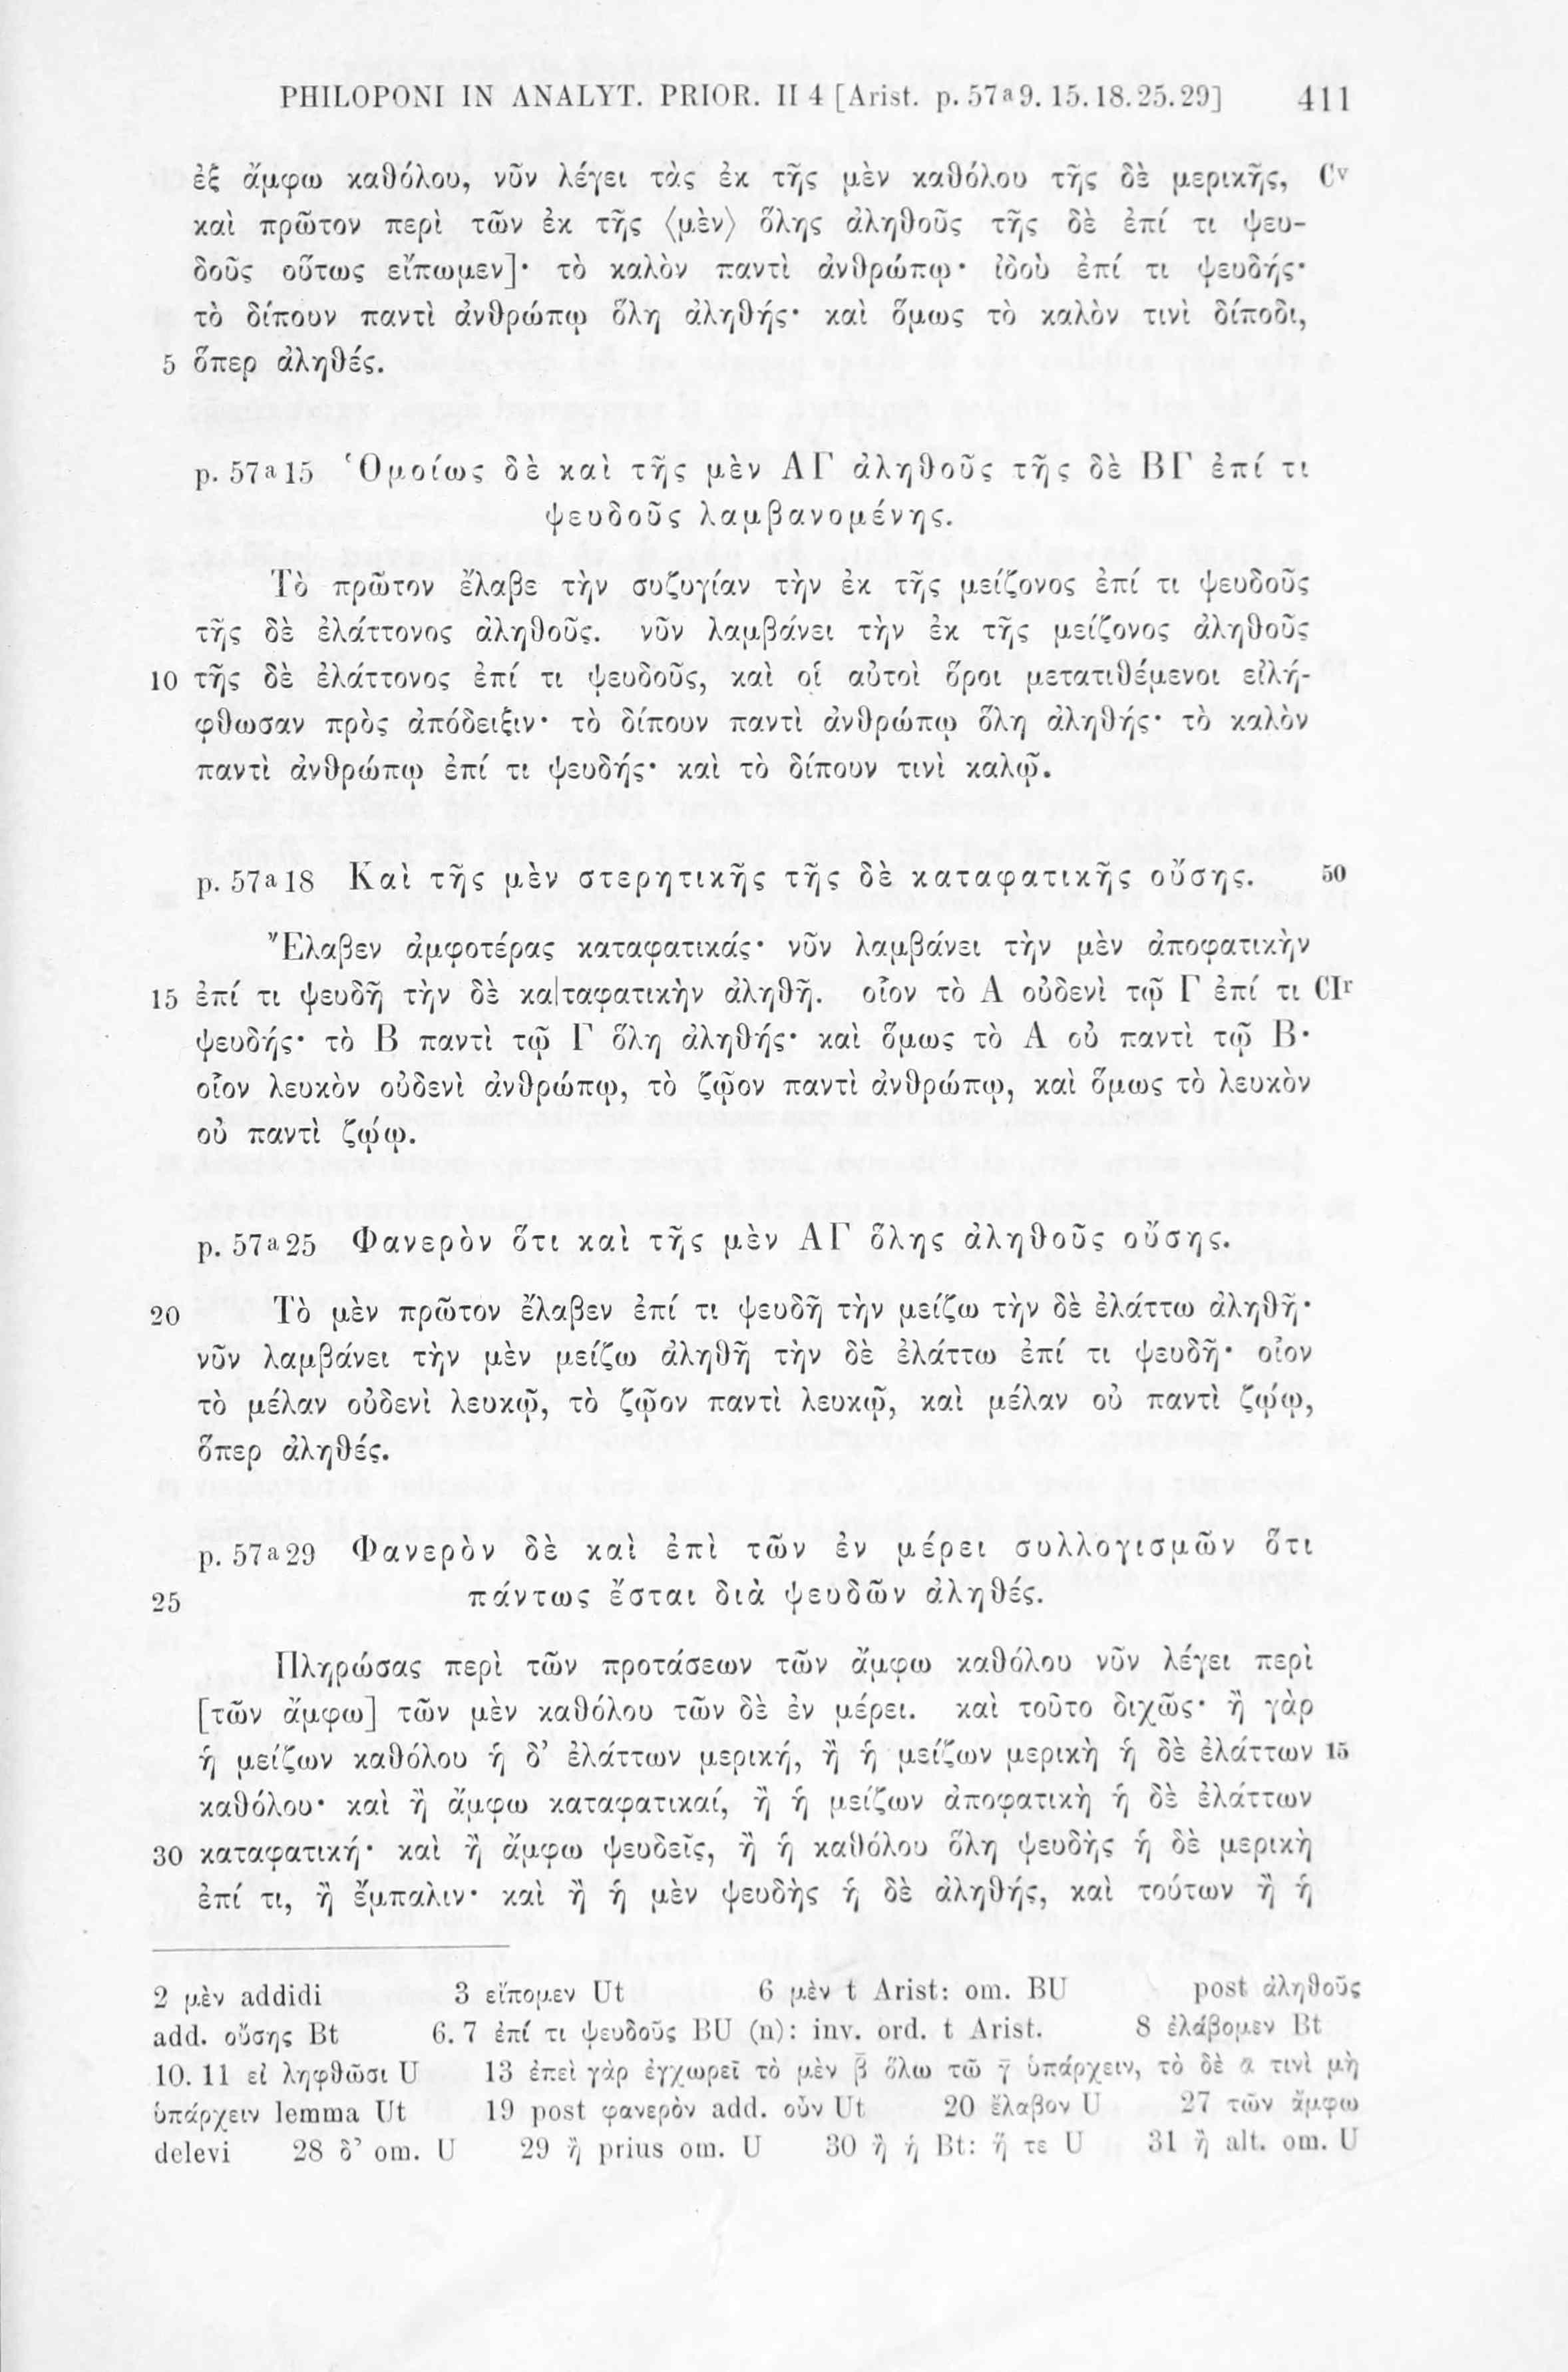 PHILOPONI IN ANALYT. PRIOR. II 4 [Arist. p. 57ᵃ9. 15. 18. 25. 29] 411
ἐξ ἄμφω καθόλου, νῦν λέγει τὰς ἐκ τῆς μὲν καθόλου τῆς δὲ μερικῆς, Cᵛ
καὶ πρῶτον περὶ τῶν ἐκ τῆς ⟨μὲν⟩ ὅλης ἀληθοῦς τῆς δὲ ἐπί τι ψευ-
δοῦς οὕτως εἴπωμεν]· τὸ καλὸν παντὶ ἀνθρώπῳ· ἰδοὺ ἐπί τι ψευδής·
τὸ δίπουν παντὶ ἀνθρώπῳ ὅλη ἀληθής· καὶ ὅμως τὸ καλὸν τινὶ δίποδι,
5 ὅπερ ἀληθές.
p. 57ᵃ15 Ὁμοίως δὲ καὶ τῆς μὲν ΑΓ ἀληθοῦς τῆς δὲ ΒΓ ἐπί τι
ψευδοῦς λαμβανομένης.
Τὸ πρῶτον ἔλαβε τὴν συζυγίαν τὴν ἐκ τῆς μείζονος ἐπί τι ψευδοῦς
τῆς δὲ ἐλάττονος ἀληθοῦς. νῦν λαμβάνει τὴν ἐκ τῆς μείζονος ἀληθοῦς
10 τῆς δὲ ἐλάττονος ἐπί τι ψευδοῦς, καὶ οἱ αὐτοὶ ὅροι μετατιθέμενοι εἰλή-
φθωσαν πρὸς ἀπόδειξιν· τὸ δίπουν παντὶ ἀνθρώπῳ ὅλη ἀληθής· τὸ καλὸν
παντὶ ἀνθρώπῳ ἐπί τι ψευδής· καὶ τὸ δίπουν τινὶ καλῷ.
p. 57ᵃ18 Καὶ τῆς μὲν στερητικῆς τῆς δὲ καταφατικῆς οὔσης. 50
Ἔλαβεν ἀμφοτέρας καταφατικάς· νῦν λαμβάνει τὴν μὲν ἀποφατικὴν
15 ἐπί τι ψευδῆ τὴν δὲ κα|ταφατικὴν ἀληθῆ. οἷον τὸ Α οὐδενὶ τῷ Γ ἐπί τι CIʳ
ψευδής· τὸ Β παντὶ τῷ Γ ὅλη ἀληθής· καὶ ὅμως τὸ Α οὐ παντὶ τῷ Β·
οἷον λευκὸν οὐδενὶ ἀνθρώπῳ, τὸ ζῷον παντὶ ἀνθρώπῳ, καὶ ὅμως τὸ λευκὸν
οὐ παντὶ ζῴῳ.
p. 57ᵃ25 Φανερὸν ὅτι καὶ τῆς μὲν ΑΓ ὅλης ἀληθοῦς οὔσης.
20 Τὸ μὲν πρῶτον ἔλαβεν ἐπί τι ψευδῆ τὴν μείζω τὴν δὲ ἐλάττω ἀληθῆ·
νῦν λαμβάνει τὴν μὲν μείζω ἀληθῆ τὴν δὲ ἐλάττω ἐπί τι ψευδῆ· οἷον
τὸ μέλαν οὐδενὶ λευκῷ, τὸ ζῷον παντὶ λευκῷ, καὶ μέλαν οὐ παντὶ ζῴῳ,
ὅπερ ἀληθές.
p. 57ᵃ29 Φανερὸν δὲ καὶ ἐπὶ τῶν ἐν μέρει συλλογισμῶν ὅτι
25 πάντως ἔσται διὰ ψευδῶν ἀληθές.
Πληρώσας περὶ τῶν προτάσεων τῶν ἄμφω καθόλου νῦν λέγει περὶ
[τῶν ἄμφω] τῶν μὲν καθόλου τῶν δὲ ἐν μέρει. καὶ τοῦτο διχῶς· ἢ γὰρ
ἡ μείζων καθόλου ἡ δ’ ἐλάττων μερική, ἢ ἡ μείζων μερικὴ ἡ δὲ ἐλάττων 15
καθόλου· καὶ ἢ ἄμφω καταφατικαί, ἢ ἡ μείζων ἀποφατικὴ ἡ δὲ ἐλάττων
30 καταφατική· καὶ ἢ ἄμφω ψευδεῖς, ἢ ἡ καθόλου ὅλη ψευδὴς ἡ δὲ μερικὴ
ἐπί τι, ἢ ἔμπαλιν· καὶ ἢ ἡ μὲν ψευδὴς ἡ δὲ ἀληθής, καὶ τούτων ἢ ἡ
2 μὲν addidi 3 εἴπομεν Ut 6 μὲν t Arist: om. BU post ἀληθοῦς
add. οὔσης Bt 6. 7 ἐπί τι ψευδοῦς BU (n): inv. ord. t Arist. 8 ἐλάβομεν Bt
10. 11 εἰ ληφθῶσι U 13 ἐπεὶ γὰρ ἐγχωρεῖ τὸ μὲν β̄ ὅλω τῶ γ̄ ὑπάρχειν, τὸ δὲ ᾱ τινὶ μὴ
ὑπάρχειν lemma Ut 19 post φανερὸν add. οὖν Ut 20 ἔλαβον U 27 τῶν ἄμφω
delevi 28 δ’ om. U 29 ἢ prius om. U 30 ἢ ἡ Bt: ἥ τε U 31 ἢ alt. om. U